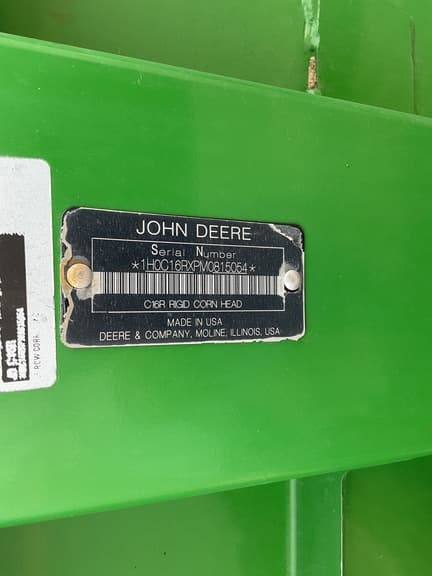 JOHN DEERE
Serial Number
*1H0C16RXPM0815054*
C16R RIGID CORN HEAD
MADE IN USA
DEERE & COMPANY, MOLINE, ILLINOIS, USA